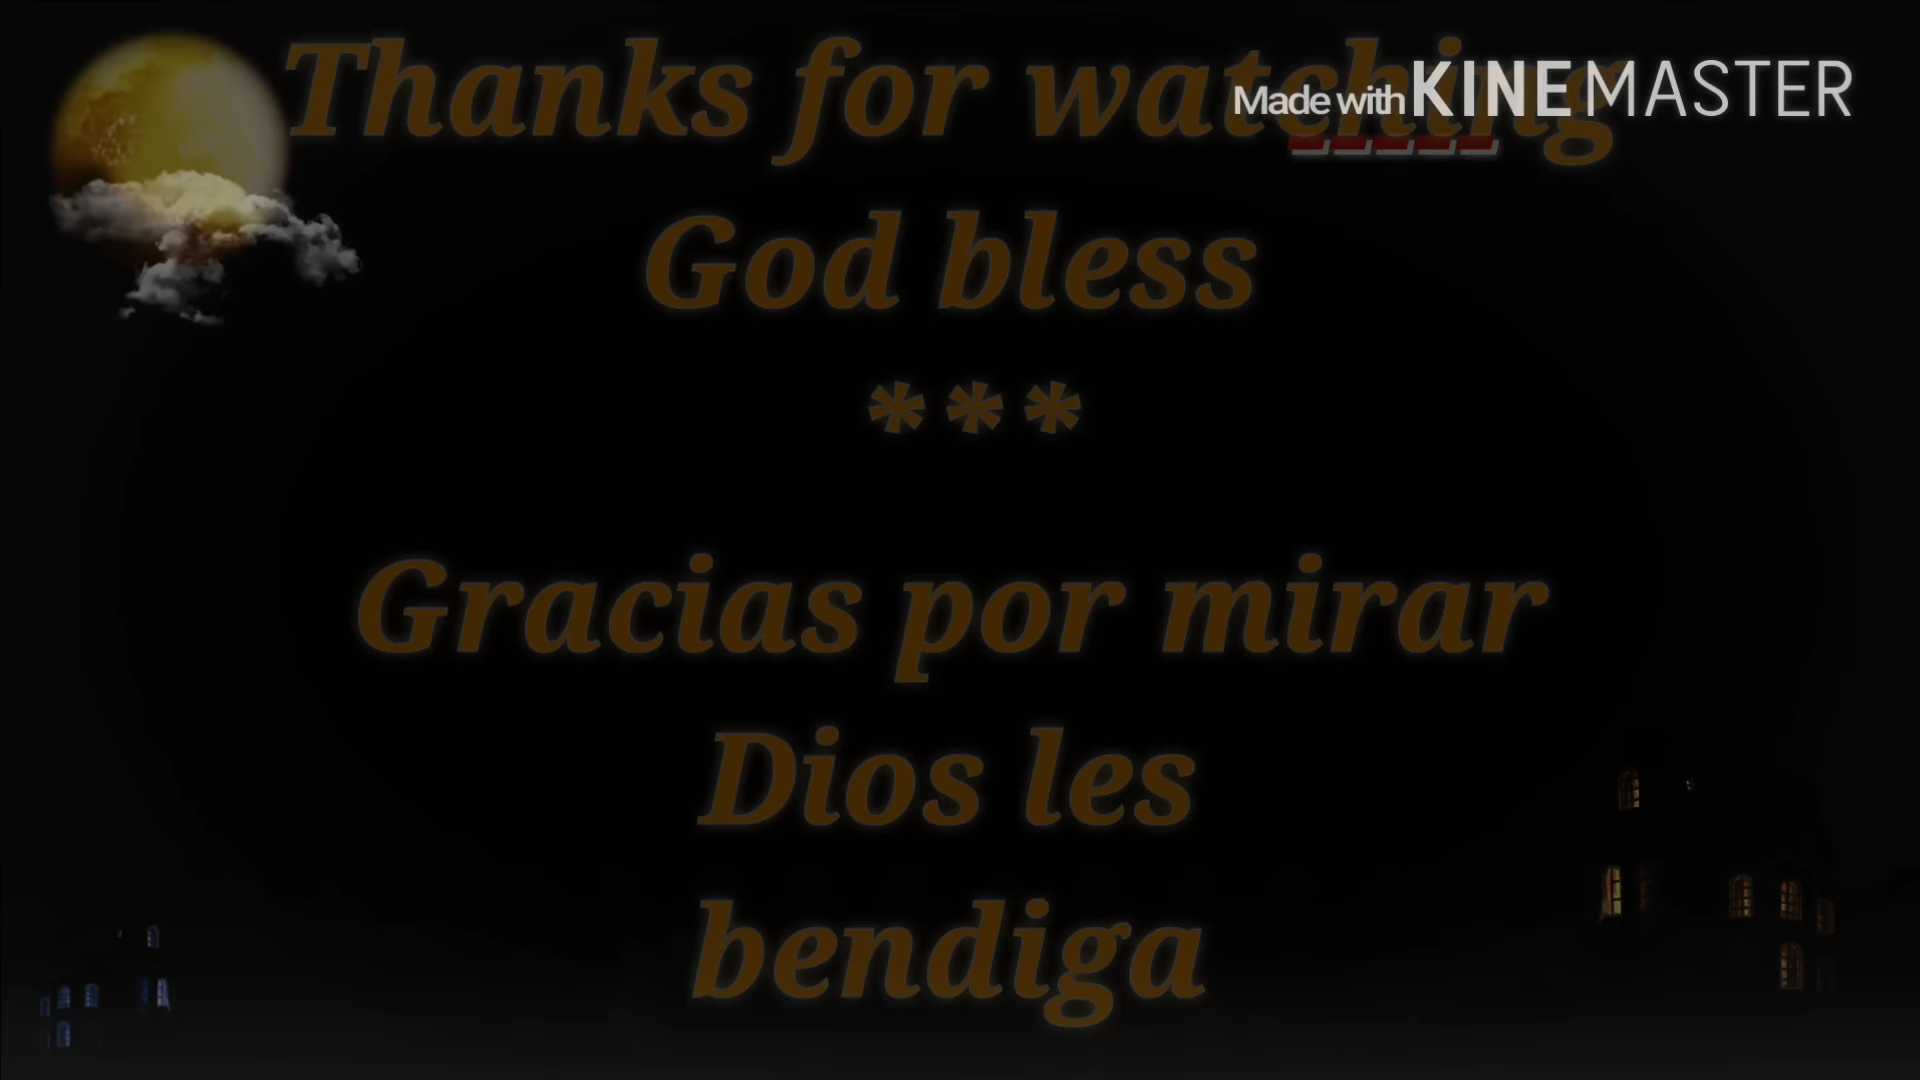 Thanks for watching
Made with KINEMASTER
God bless
***
Gracias por mirar
Dios les
bendiga